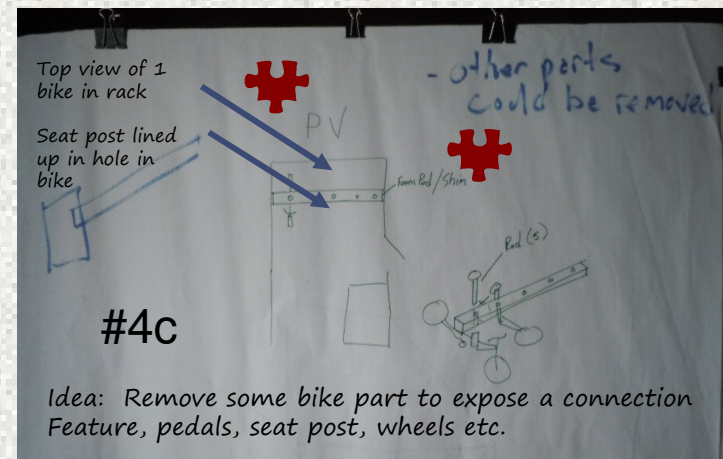 Top view of 1
bike in rack
Seat post lined
up in hole in
bike
- other parts
could be removed
PV
Foam Pad/Shim
Rod (5)
#4c
Idea: Remove some bike part to expose a connection
Feature, pedals, seat post, wheels etc.